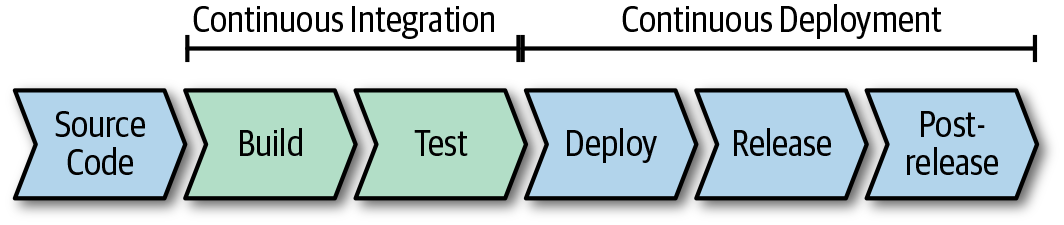 Continuous Integration
Continuous Deployment
Source
Code
Build
Test
Deploy
Release
Post-
release